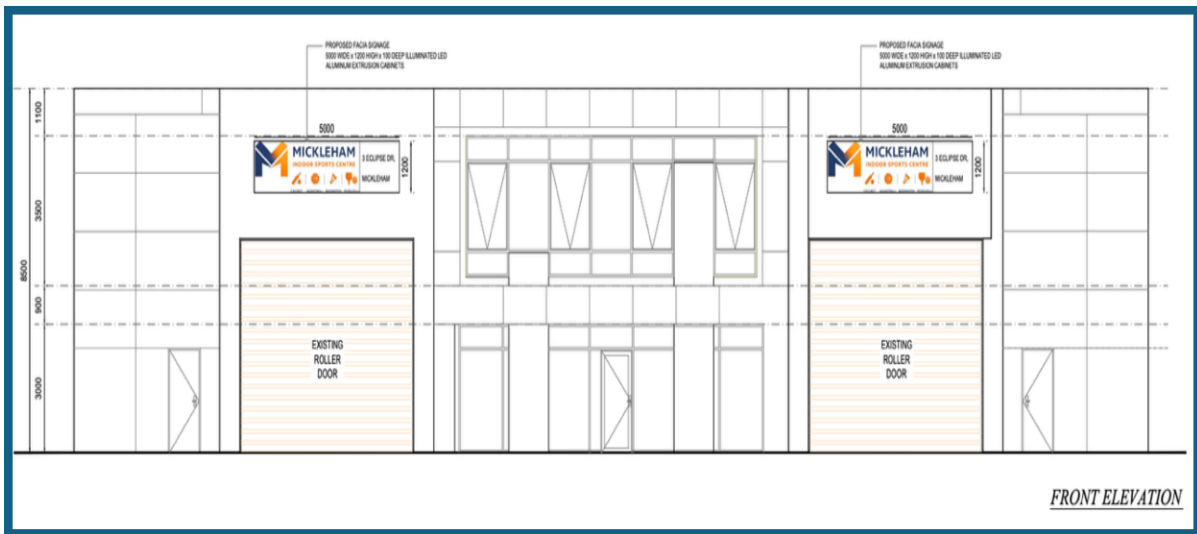 PROPOSED FACIA SIGNAGE
5000 WIDE x 1200 HIGH x 100 DEEP ILLUMINATED LED
ALUMINUM EXTRUSION CABINETS
PROPOSED FACIA SIGNAGE
5000 WIDE x 1200 HIGH x 100 DEEP ILLUMINATED LED
ALUMINUM EXTRUSION CABINETS
1100
5000
5000
MICKLEHAM
INDOOR SPORTS CENTRE
3 ECLIPSE DR,
MICKLEHAM
1200
MICKLEHAM
INDOOR SPORTS CENTRE
3 ECLIPSE DR,
MICKLEHAM
1200
3500
8500
900
3000
EXISTING
ROLLER
DOOR
EXISTING
ROLLER
DOOR
FRONT ELEVATION